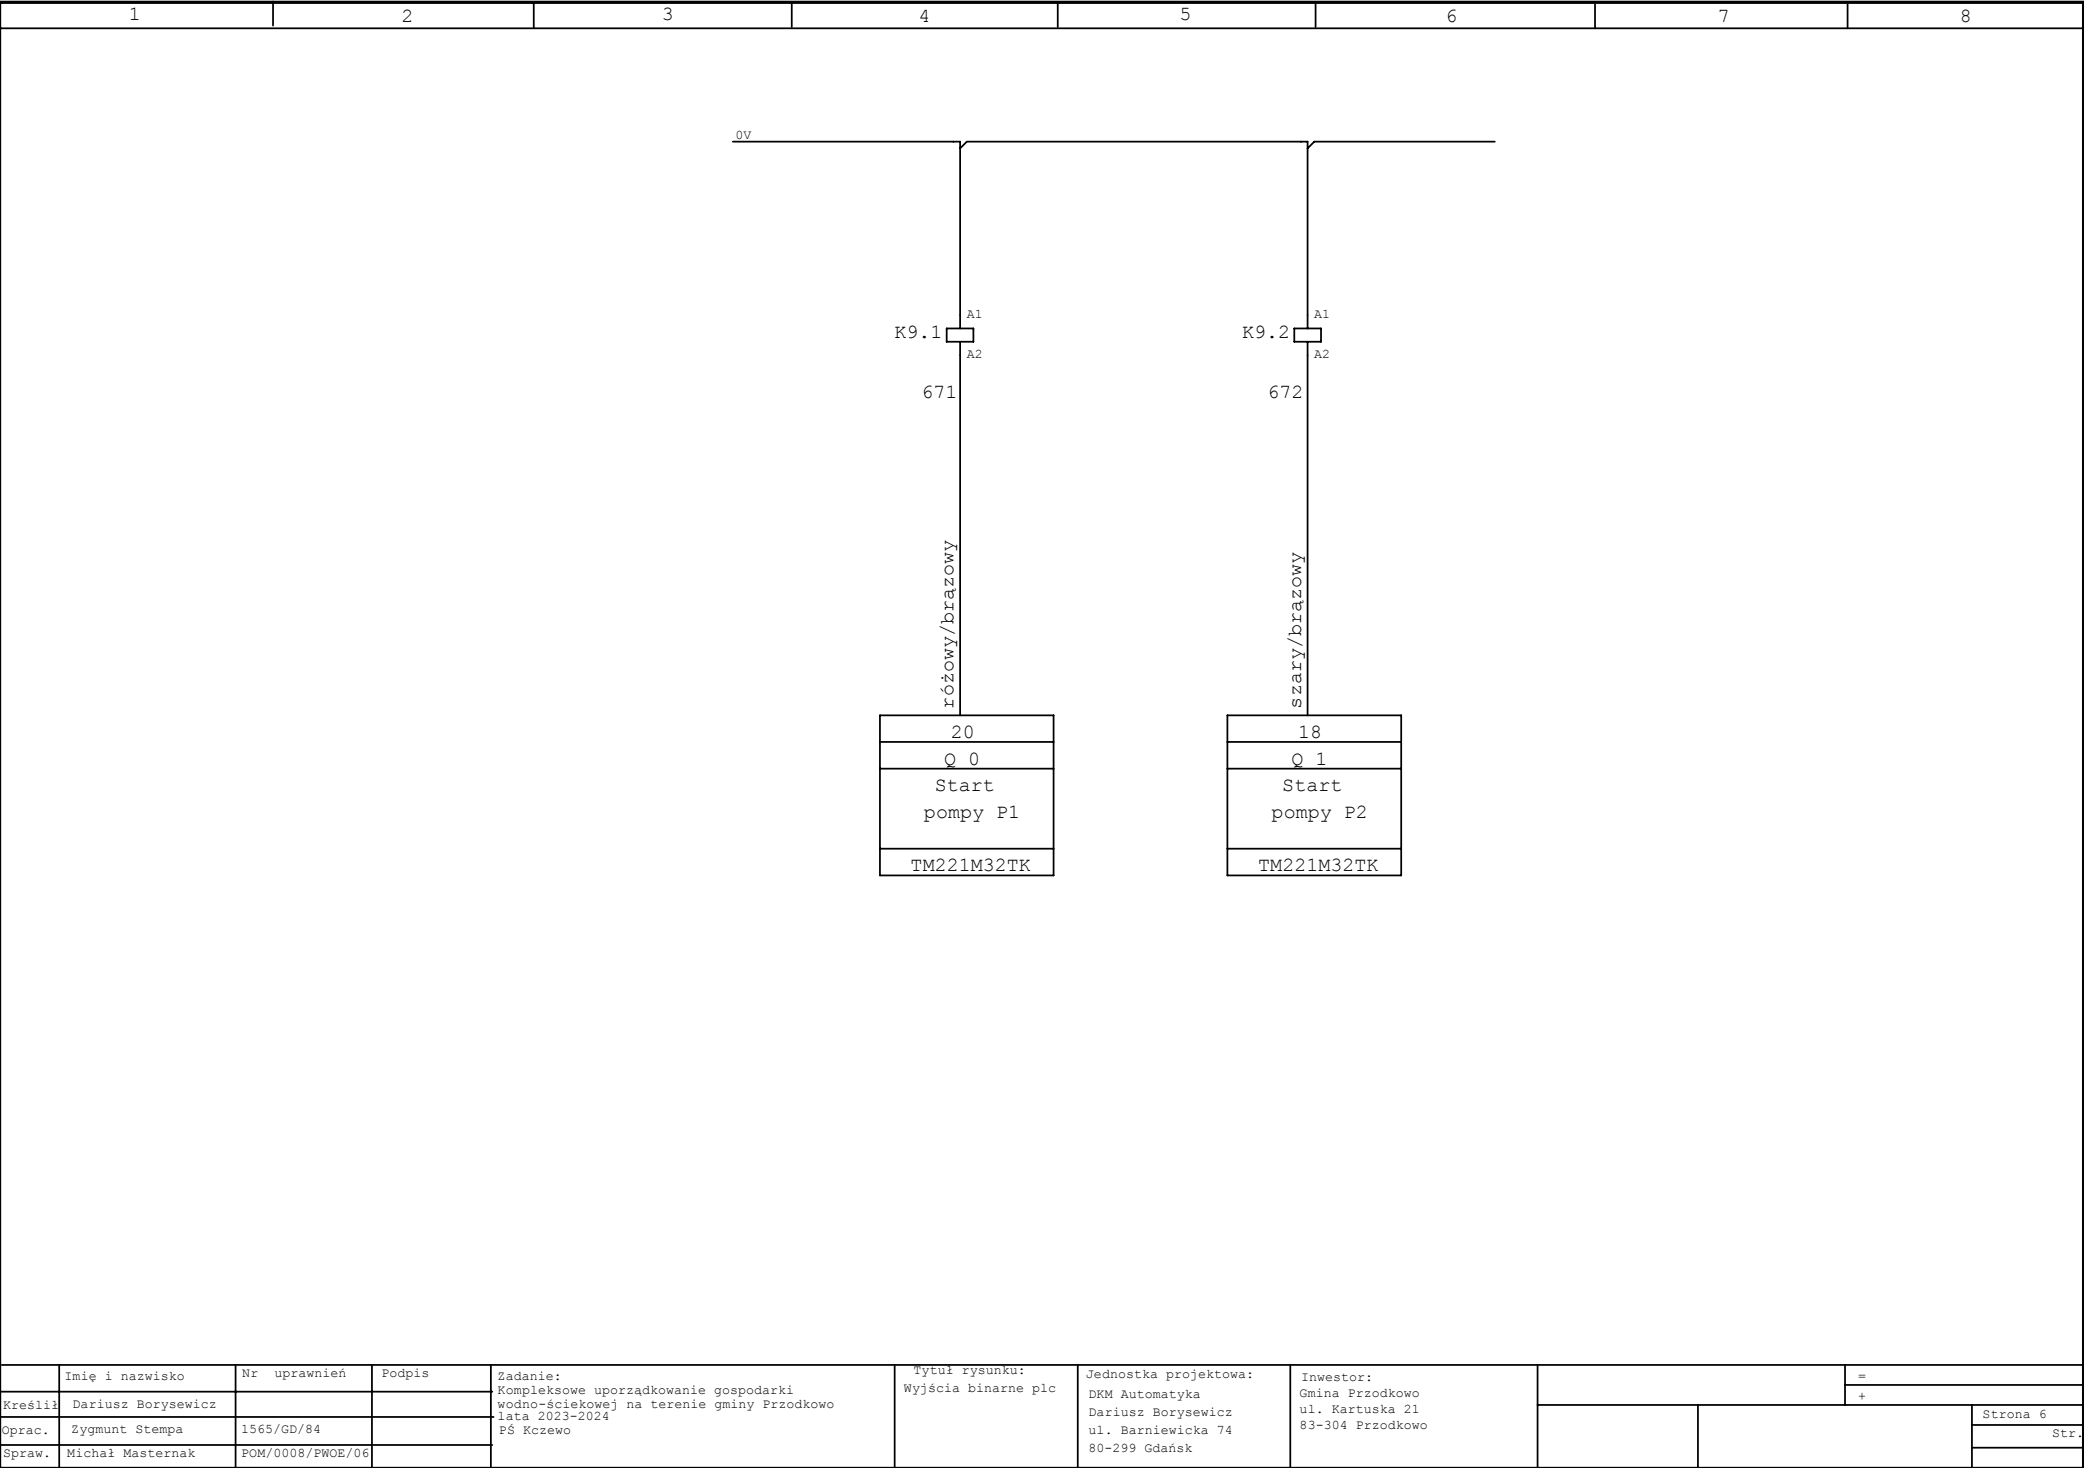 1 2 3 4 5 6 7 8
0V
A1 A1
K9.1 K9.2
A2 A2
671 672
różowy/brązowy szary/brązowy
20 18
Q 0 Q 1
Start Start
pompy P1 pompy P2
TM221M32TK TM221M32TK
Imię i nazwisko Nr uprawnień Podpis
Kreślił Dariusz Borysewicz
Oprac. Zygmunt Stempa 1565/GD/84
Spraw. Michał Masternak POM/0008/PWOE/06
Zadanie:
Kompleksowe uporządkowanie gospodarki
wodno-ściekowej na terenie gminy Przodkowo
lata 2023-2024
PŚ Kczewo
Tytuł rysunku:
Wyjścia binarne plc
Jednostka projektowa:
DKM Automatyka
Dariusz Borysewicz
ul. Barniewicka 74
80-299 Gdańsk
Inwestor:
Gmina Przodkowo
ul. Kartuska 21
83-304 Przodkowo
=
+
Strona 6
Str.